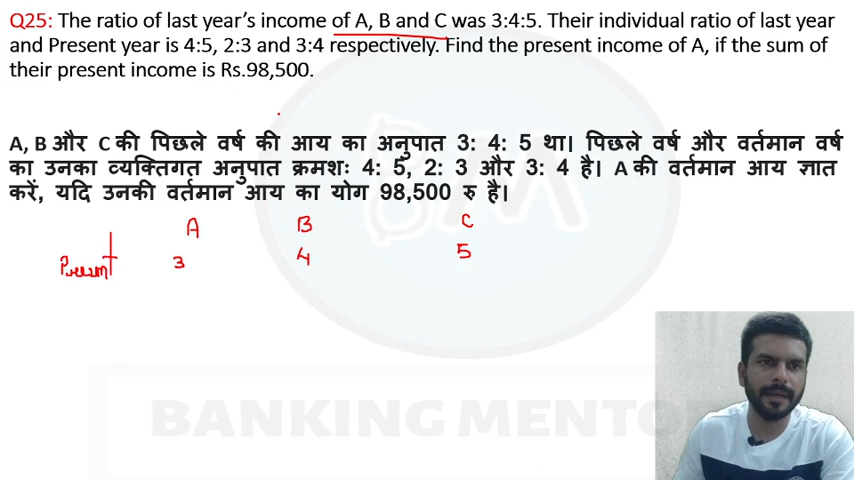 Q25: The ratio of last year's income of A, B and C was 3:4:5. Their individual ratio of last year
and Present year is 4:5, 2:3 and 3:4 respectively. Find the present income of A, if the sum of
their present income is Rs.98,500.
A, B और C की पिछले वर्ष की आय का अनुपात 3: 4: 5 था। पिछले वर्ष और वर्तमान वर्ष
का उनका व्यक्तिगत अनुपात क्रमशः 4: 5, 2: 3 और 3: 4 है। A की वर्तमान आय ज्ञात
करें, यदि उनकी वर्तमान आय का योग 98,500 रु है।
A B C
Present 3 4 5
BM
BANKING MENTO